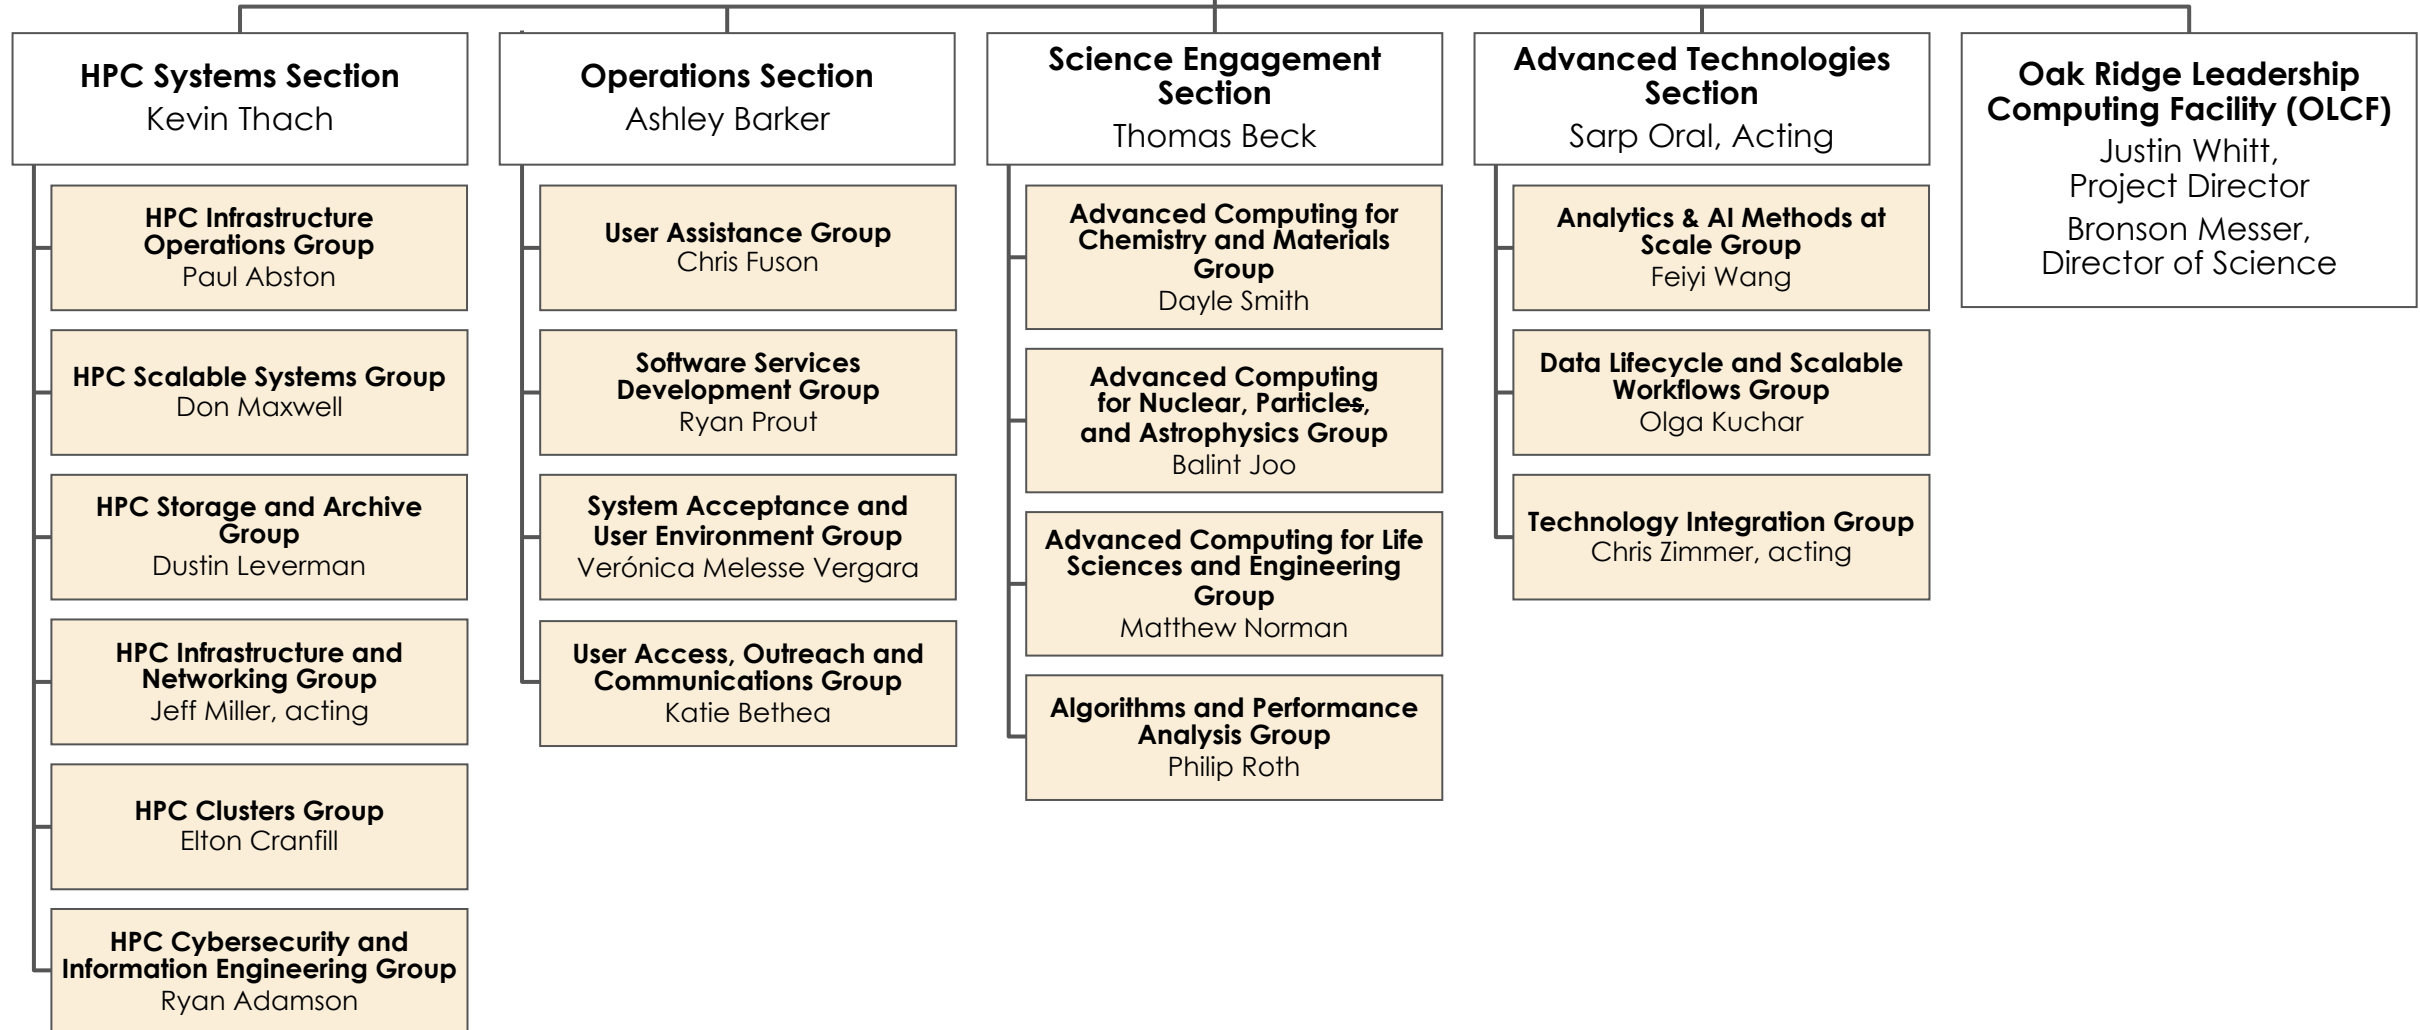 HPC Systems Section
Kevin Thach
HPC Infrastructure
Operations Group
Paul Abston
HPC Scalable Systems Group
Don Maxwell
HPC Storage and Archive
Group
Dustin Leverman
HPC Infrastructure and
Networking Group
Jeff Miller, acting
HPC Clusters Group
Elton Cranfill
HPC Cybersecurity and
Information Engineering Group
Ryan Adamson
Operations Section
Ashley Barker
User Assistance Group
Chris Fuson
Software Services
Development Group
Ryan Prout
System Acceptance and
User Environment Group
Verónica Melesse Vergara
User Access, Outreach and
Communications Group
Katie Bethea
Science Engagement
Section
Thomas Beck
Advanced Computing for
Chemistry and Materials
Group
Dayle Smith
Advanced Computing
for Nuclear, Particles,
and Astrophysics Group
Balint Joo
Advanced Computing for Life
Sciences and Engineering
Group
Matthew Norman
Algorithms and Performance
Analysis Group
Philip Roth
Advanced Technologies
Section
Sarp Oral, Acting
Analytics & AI Methods at
Scale Group
Feiyi Wang
Data Lifecycle and Scalable
Workflows Group
Olga Kuchar
Technology Integration Group
Chris Zimmer, acting
Oak Ridge Leadership
Computing Facility (OLCF)
Justin Whitt,
Project Director
Bronson Messer,
Director of Science